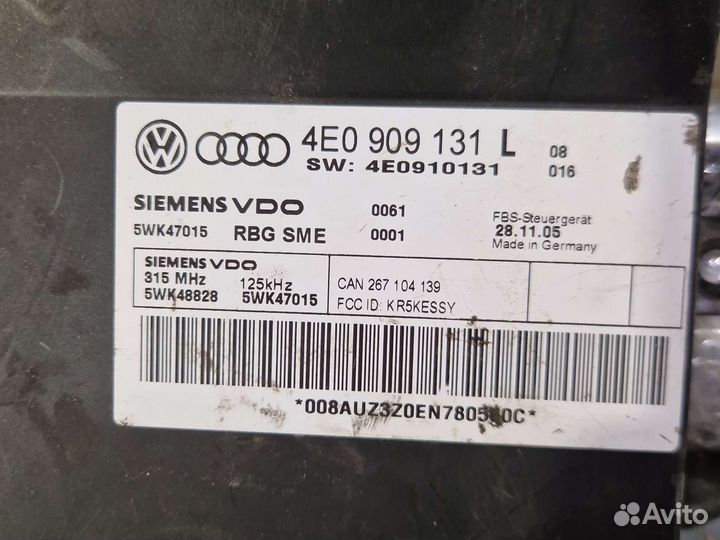 4E0 909 131 L 08
SW: 4E0910131 016
SIEMENS VDO 0061 FBS-Steuergerät
5WK47015 RBG SME 0001 28.11.05
Made in Germany
SIEMENS VDO
315 MHz 125kHz CAN 267 104 139
5WK48828 5WK47015 FCC ID: KR5KESSY
Avito